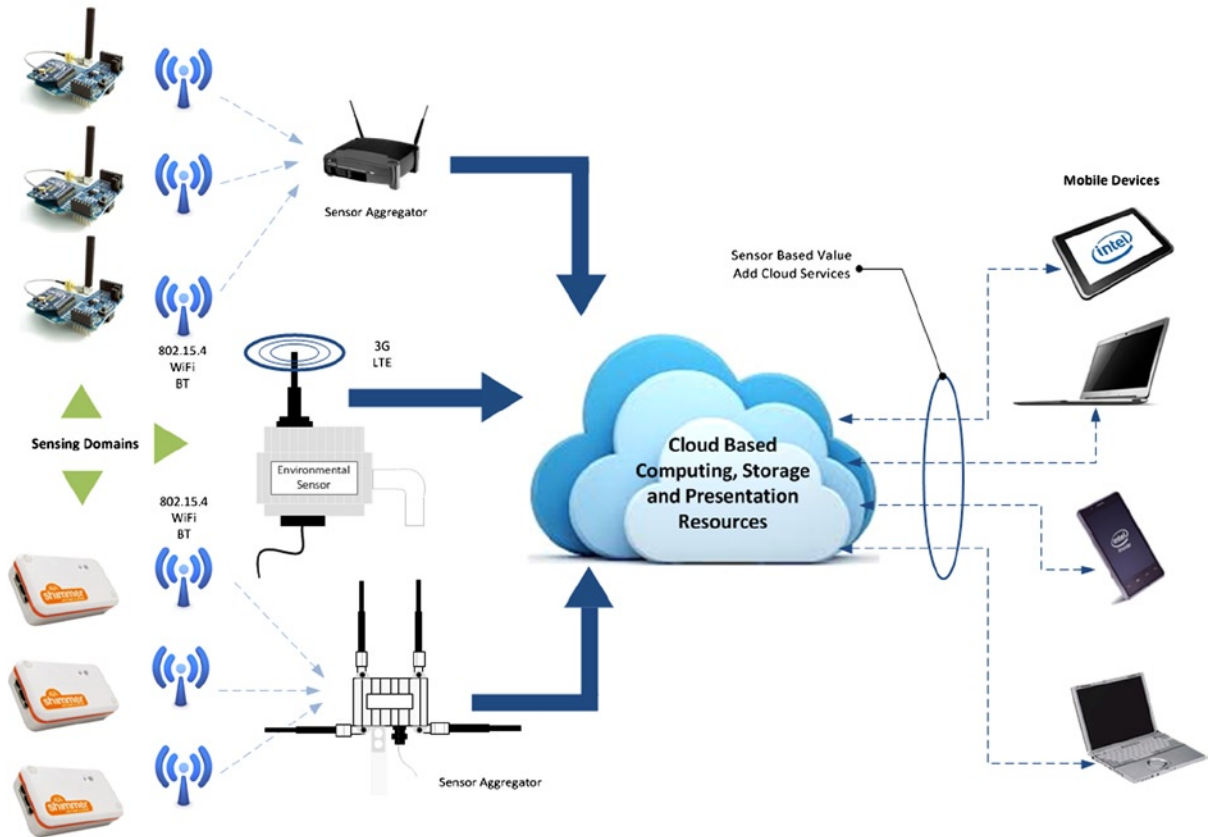 Sensor Aggregator
802.15.4
WiFi
BT
3G
LTE
Sensing Domains
Environmental
Sensor
802.15.4
WiFi
BT
shimmer
shimmer
shimmer
Sensor Aggregator
Cloud Based
Computing, Storage
and Presentation
Resources
Sensor Based Value
Add Cloud Services
Mobile Devices
intel
intel